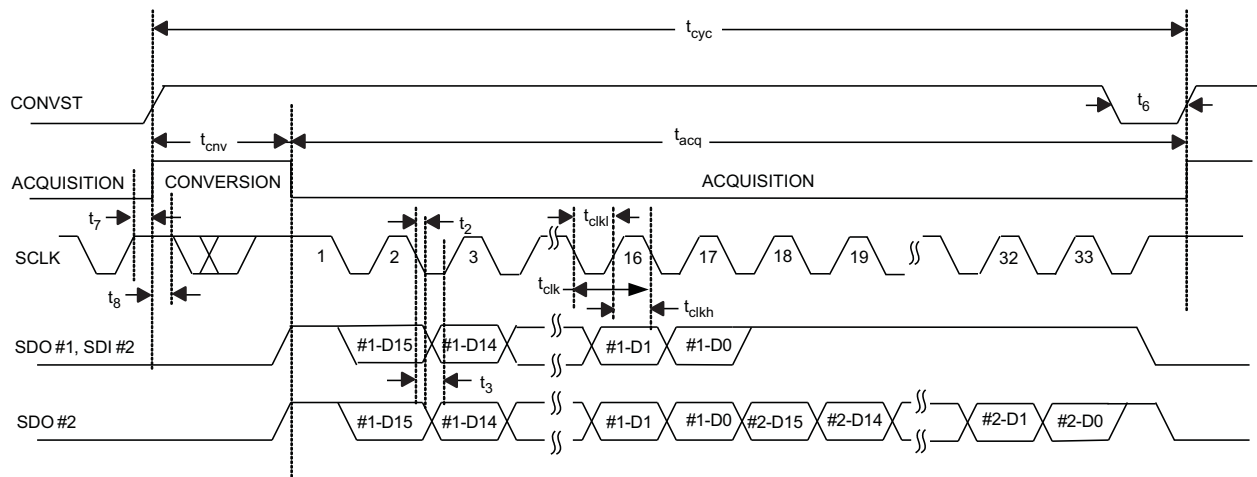 tcyc
CONVST
t6
tcnv
tacq
ACQUISITION
CONVERSION
ACQUISITION
t7
t2
tclkl
SCLK
1
2
3
16
17
18
19
32
33
t8
tclk
tclkh
SDO #1, SDI #2
#1-D15
#1-D14
#1-D1
#1-D0
t3
SDO #2
#1-D15
#1-D14
#1-D1
#1-D0
#2-D15
#2-D14
#2-D1
#2-D0